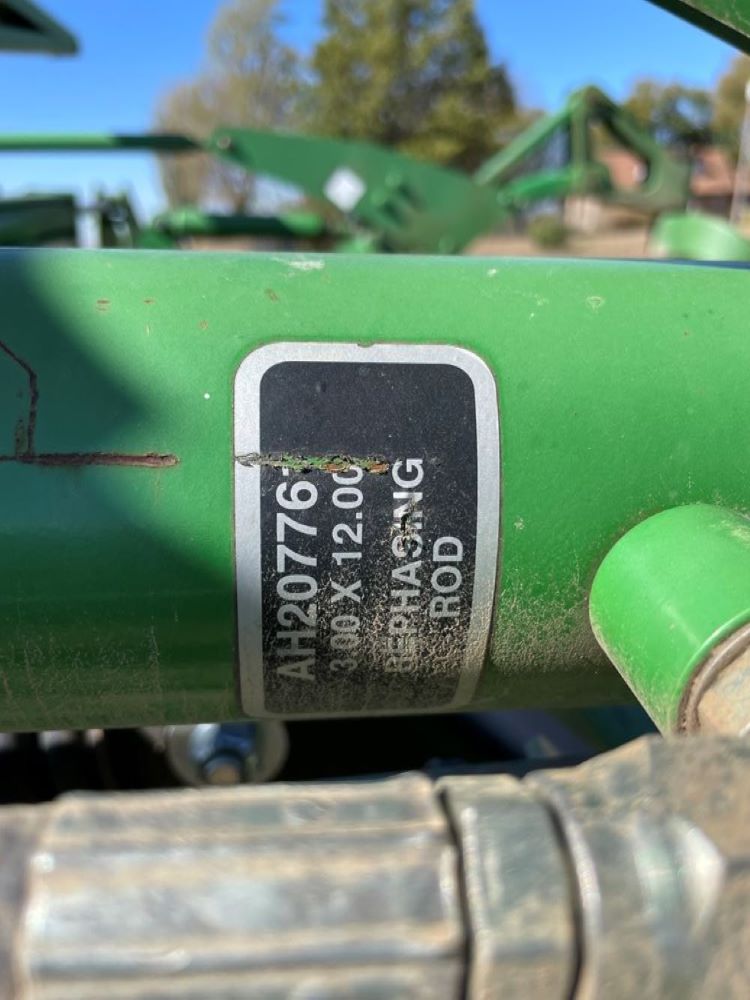 AH20776
3.00 X 12.00
REPHASING
ROD